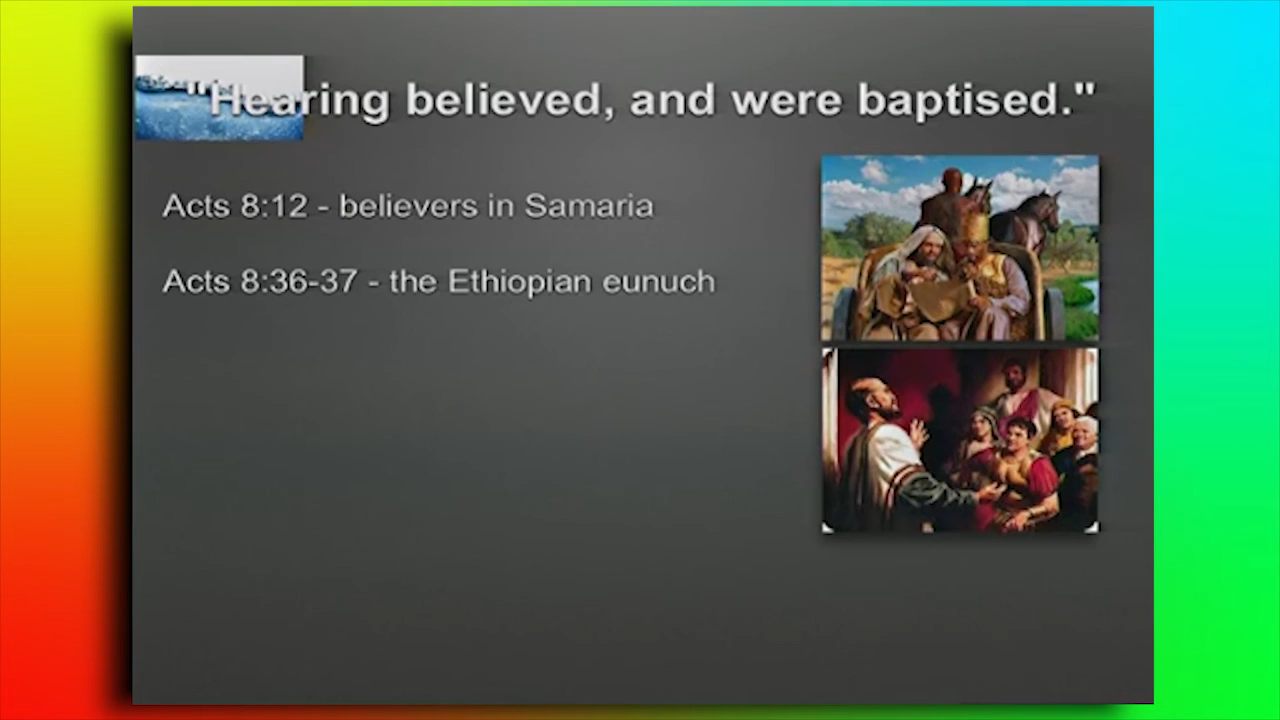 "Hearing believed, and were baptised."
Acts 8:12 - believers in Samaria
Acts 8:36-37 - the Ethiopian eunuch